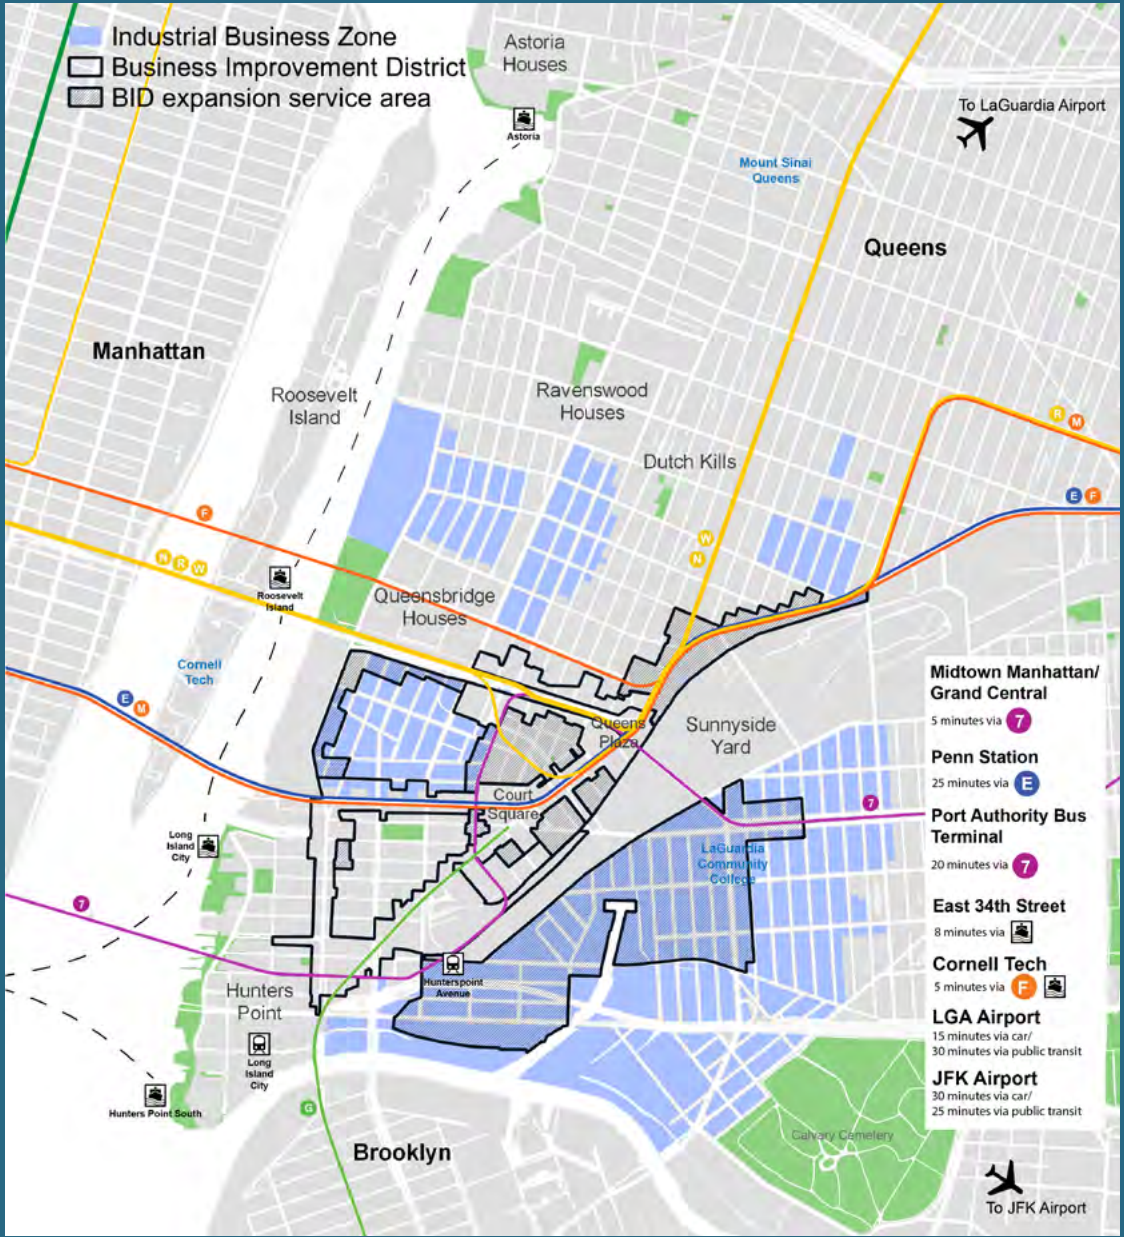 Industrial Business Zone
Business Improvement District
BID expansion service area
Astoria
Houses
Astoria
To LaGuardia Airport
Mount Sinai
Queens
Queens
Manhattan
Roosevelt
Island
Ravenswood
Houses
Dutch Kills
R
M
E
F
F
W
N
N
R
W
Roosevelt
Island
Queensbridge
Houses
Cornell
Tech
E
M
Queens
Plaza
Sunnyside
Yard
Court
Square
7
LaGuardia
Community
College
Long
Island
City
7
Hunterspoint
Avenue
Hunters
Point
Long
Island
City
Hunters Point South
G
Brooklyn
Calvary Cemetery
Midtown Manhattan/
Grand Central
5 minutes via 7
Penn Station
25 minutes via E
Port Authority Bus
Terminal
20 minutes via 7
East 34th Street
8 minutes via
Cornell Tech
5 minutes via F
LGA Airport
15 minutes via car/
30 minutes via public transit
JFK Airport
30 minutes via car/
25 minutes via public transit
To JFK Airport